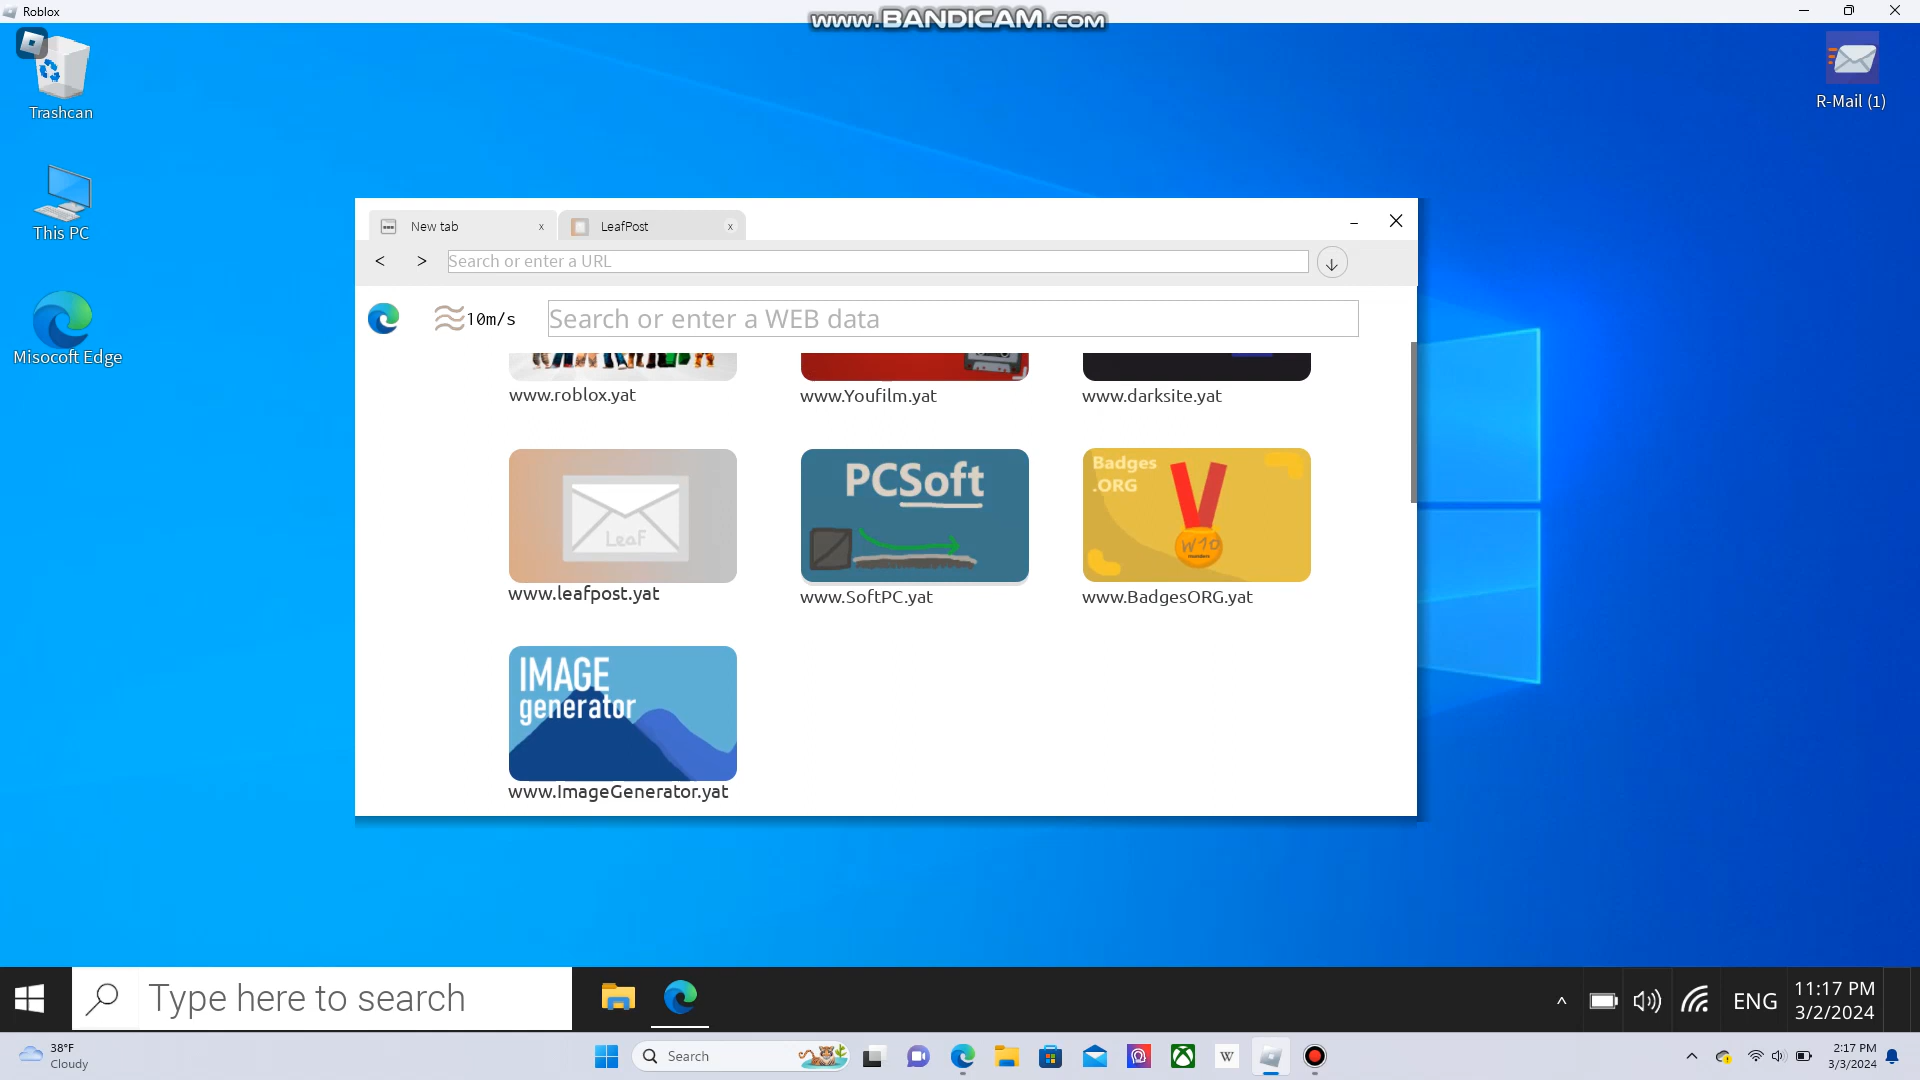 Roblox
www.BANDICAM.com
Trashcan
R-Mail (1)
This PC
Misocoft Edge
New tab
x
LeafPost
x
< > Search or enter a URL
10m/s
Search or enter a WEB data
www.roblox.yat
www.Youfilm.yat
www.darksite.yat
Leaf
www.leafpost.yat
PCSoft
www.SoftPC.yat
Badges
.ORG
W10
www.BadgesORG.yat
IMAGE
generator
www.ImageGenerator.yat
Type here to search
ENG
11:17 PM
3/2/2024
38°F
Cloudy
Search
W
2:17 PM
3/3/2024